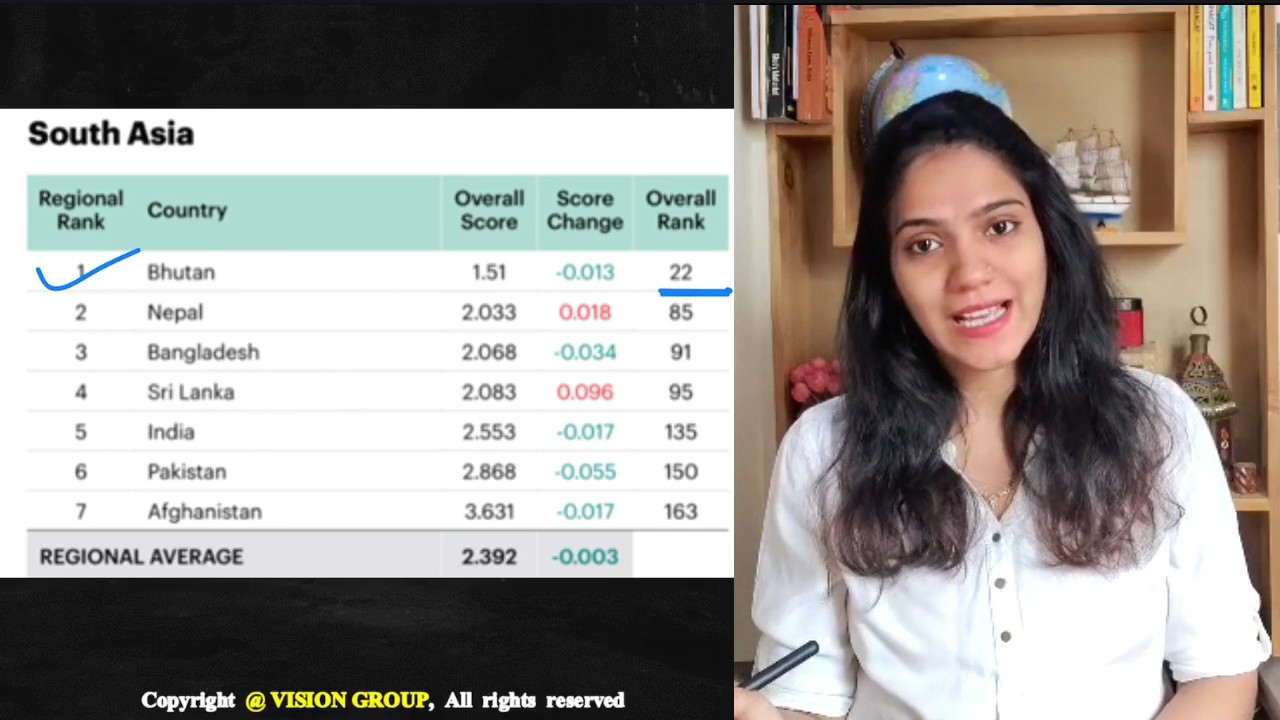 South Asia
Regional Rank Country Overall Score Score Change Overall Rank
1 Bhutan 1.51 -0.013 22
2 Nepal 2.033 0.018 85
3 Bangladesh 2.068 -0.034 91
4 Sri Lanka 2.083 0.096 95
5 India 2.553 -0.017 135
6 Pakistan 2.868 -0.055 150
7 Afghanistan 3.631 -0.017 163
REGIONAL AVERAGE 2.392 -0.003
Copyright @ VISION GROUP, All rights reserved